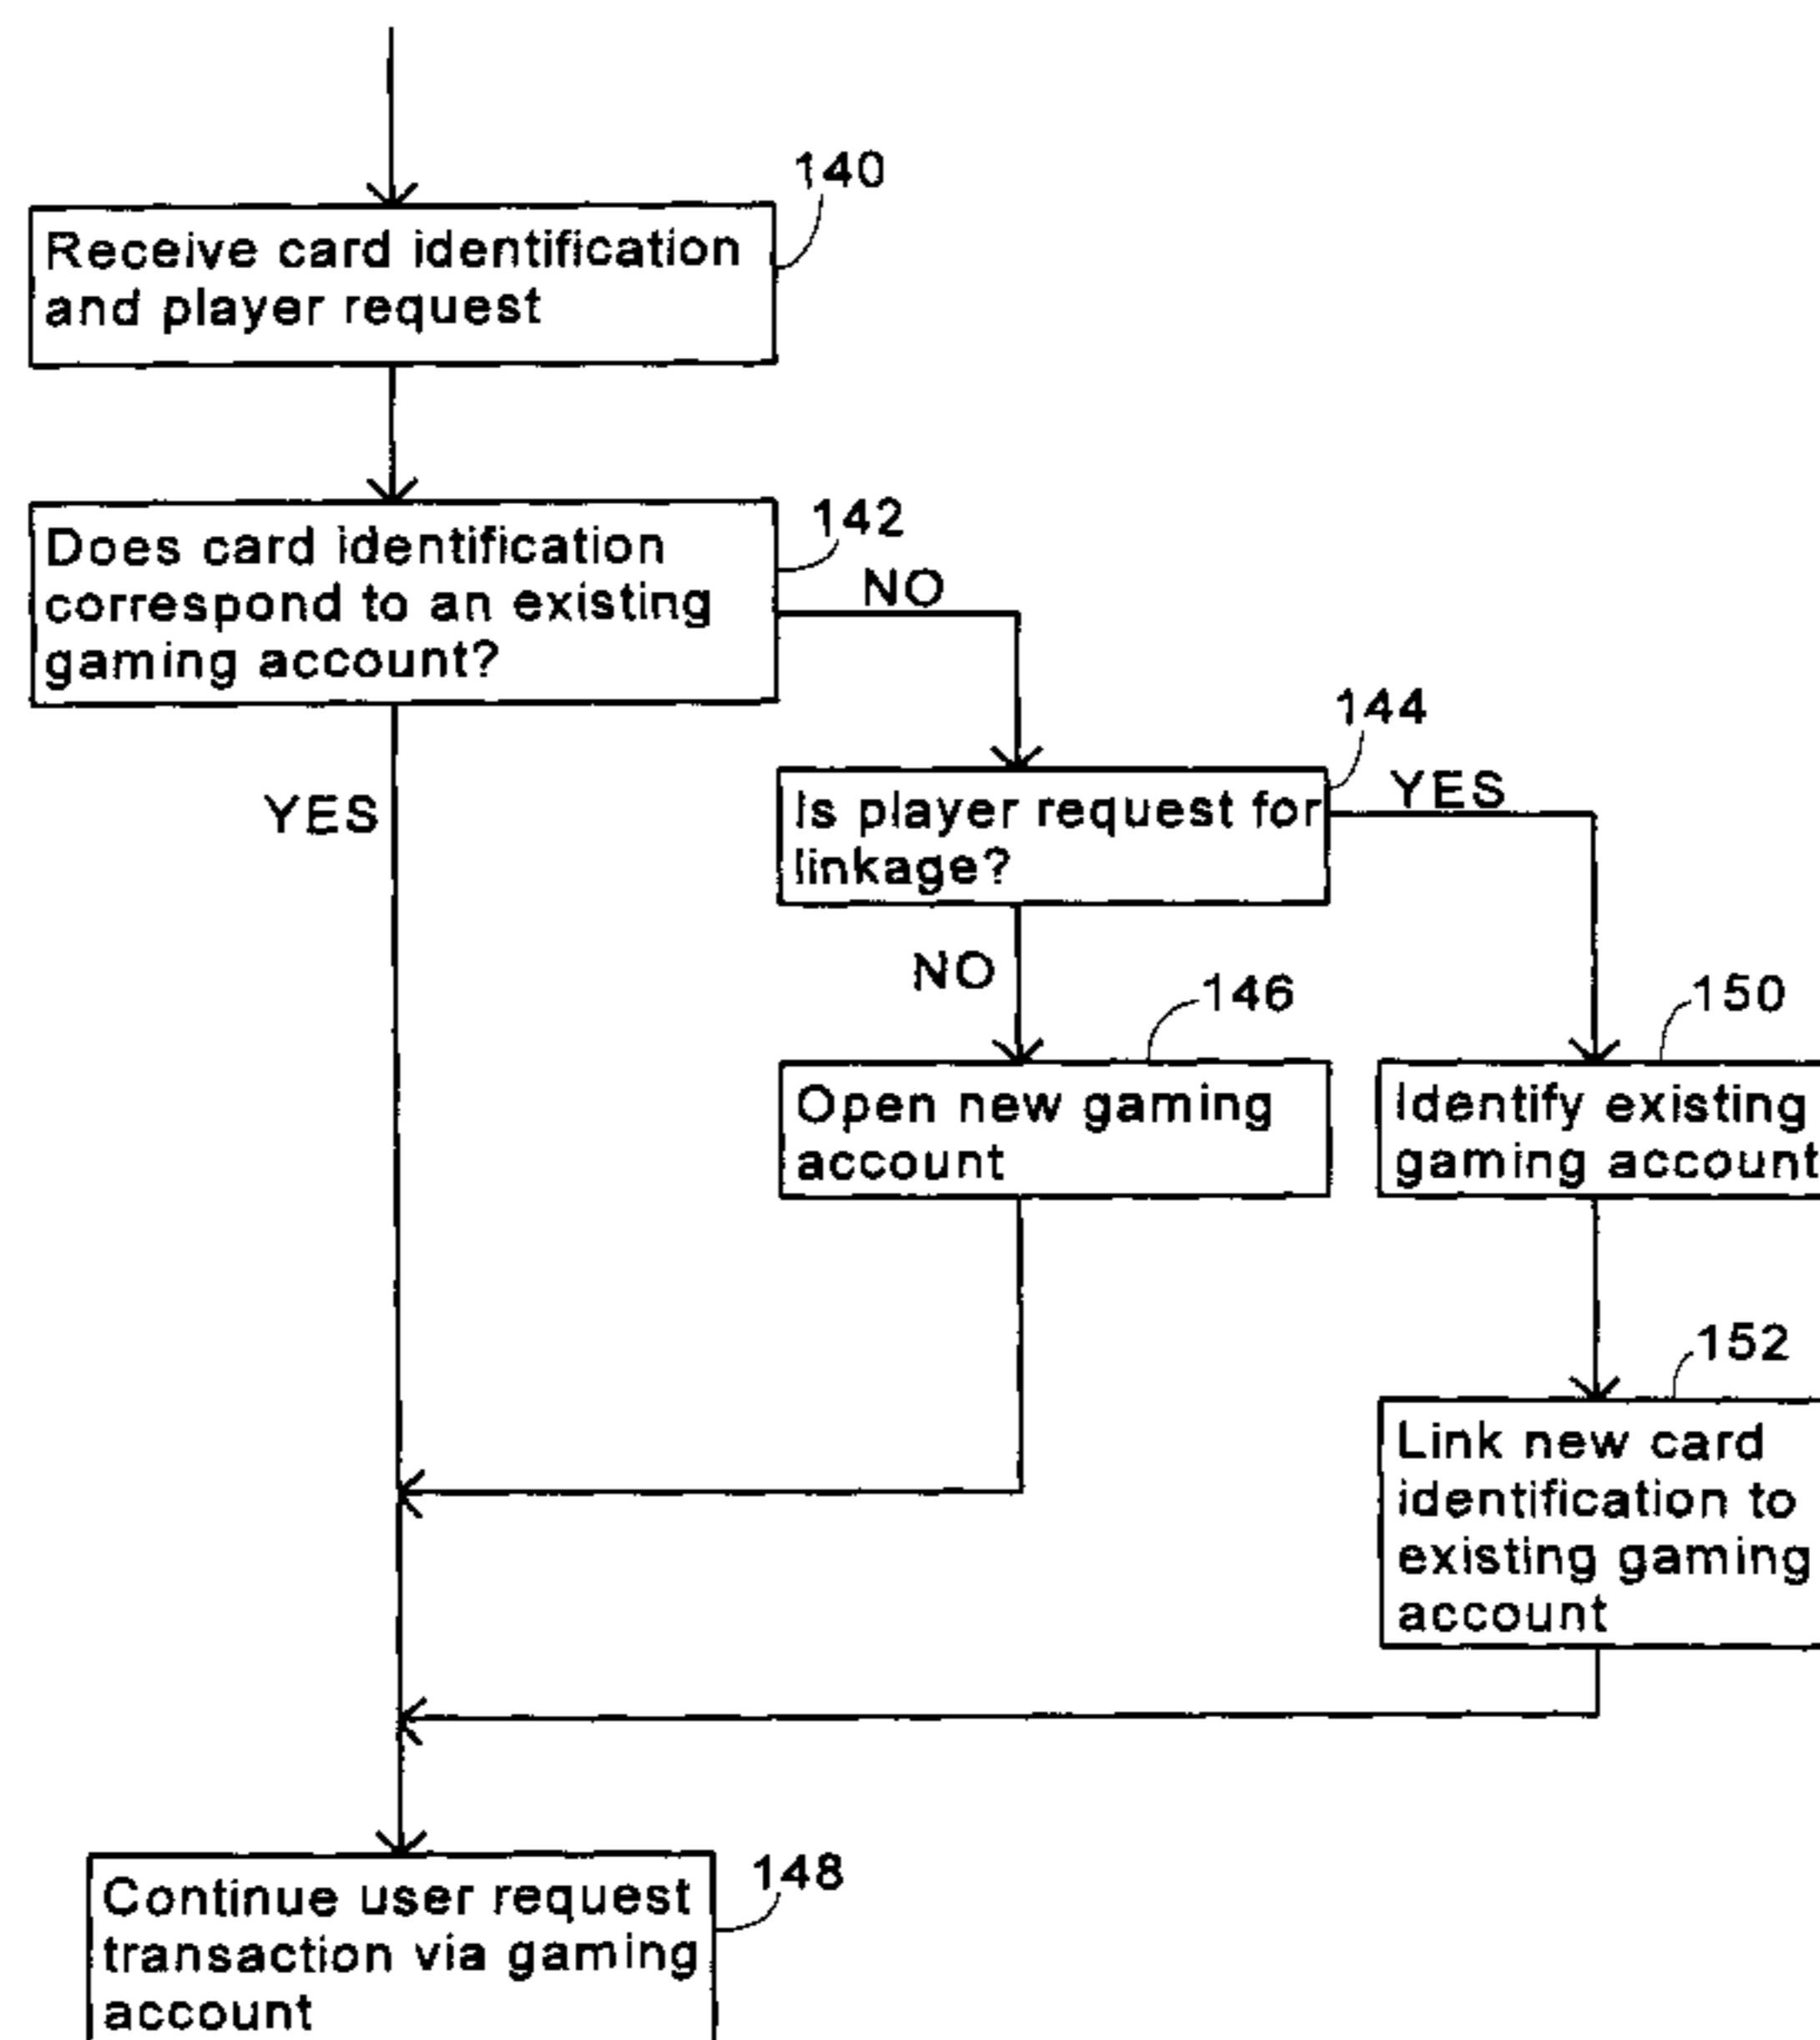 140
Receive card identification
and player request
142
Does card identification
correspond to an existing
gaming account?
NO
144
YES
Is player request for
linkage?
YES
NO
146
150
Open new gaming
account
Identify existing
gaming account
152
Link new card
identification to
existing gaming
account
148
Continue user request
transaction via gaming
account